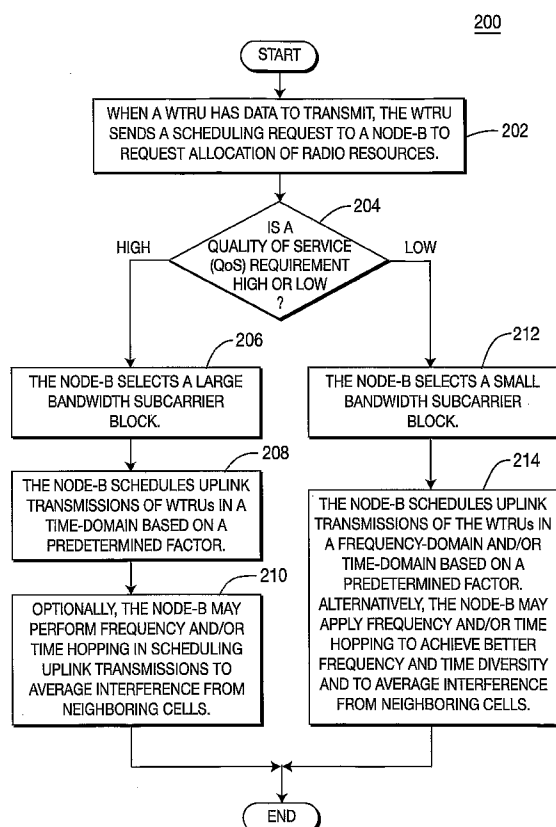 200
START
WHEN A WTRU HAS DATA TO TRANSMIT, THE WTRU
SENDS A SCHEDULING REQUEST TO A NODE-B TO
REQUEST ALLOCATION OF RADIO RESOURCES.
202
204
IS A
QUALITY OF SERVICE
(QoS) REQUIREMENT
HIGH OR LOW
?
HIGH
LOW
206
THE NODE-B SELECTS A LARGE
BANDWIDTH SUBCARRIER
BLOCK.
208
THE NODE-B SCHEDULES UPLINK
TRANSMISSIONS OF WTRUs IN A
TIME-DOMAIN BASED ON A
PREDETERMINED FACTOR.
210
OPTIONALLY, THE NODE-B MAY
PERFORM FREQUENCY AND/OR
TIME HOPPING IN SCHEDULING
UPLINK TRANSMISSIONS TO
AVERAGE INTERFERENCE FROM
NEIGHBORING CELLS.
212
THE NODE-B SELECTS A SMALL
BANDWIDTH SUBCARRIER
BLOCK.
214
THE NODE-B SCHEDULES UPLINK
TRANSMISSIONS OF THE WTRUs IN
A FREQUENCY-DOMAIN AND/OR
TIME-DOMAIN BASED ON A
PREDETERMINED FACTOR.
ALTERNATIVELY, THE NODE-B MAY
APPLY FREQUENCY AND/OR TIME
HOPPING TO ACHIEVE BETTER
FREQUENCY AND TIME DIVERSITY
AND TO AVERAGE INTERFERENCE
FROM NEIGHBORING CELLS.
END